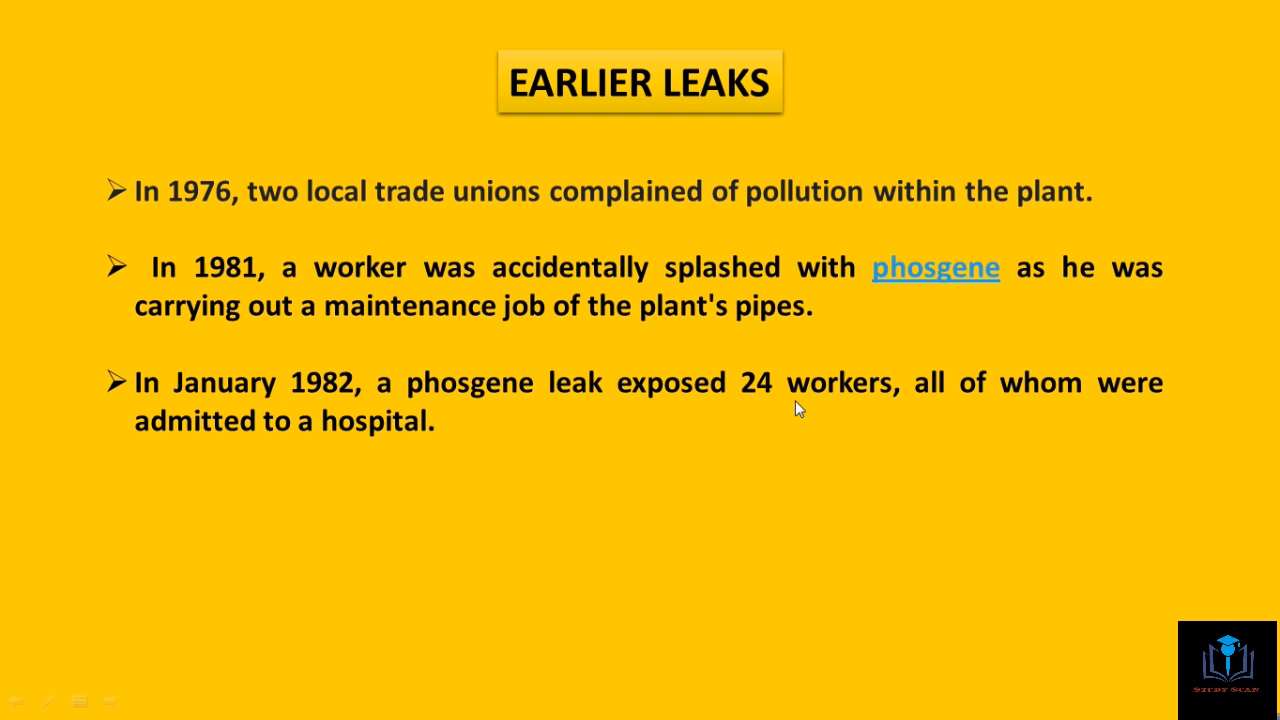 EARLIER LEAKS
In 1976, two local trade unions complained of pollution within the plant.
In 1981, a worker was accidentally splashed with phosgene as he was
carrying out a maintenance job of the plant's pipes.
In January 1982, a phosgene leak exposed 24 workers, all of whom were
admitted to a hospital.
STUDY SCAN